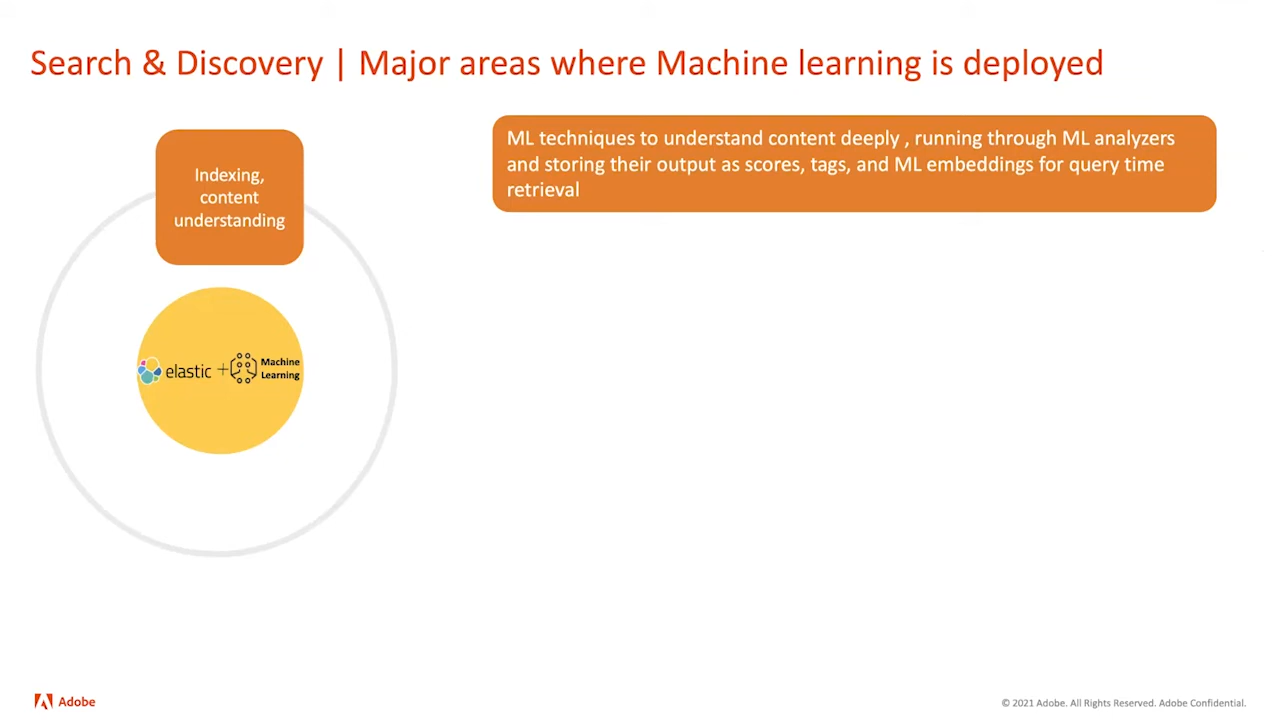 Search & Discovery | Major areas where Machine learning is deployed
Indexing,
content
understanding
ML techniques to understand content deeply , running through ML analyzers
and storing their output as scores, tags, and ML embeddings for query time
retrieval
elastic + Machine
Learning
Adobe
© 2021 Adobe. All Rights Reserved. Adobe Confidential.